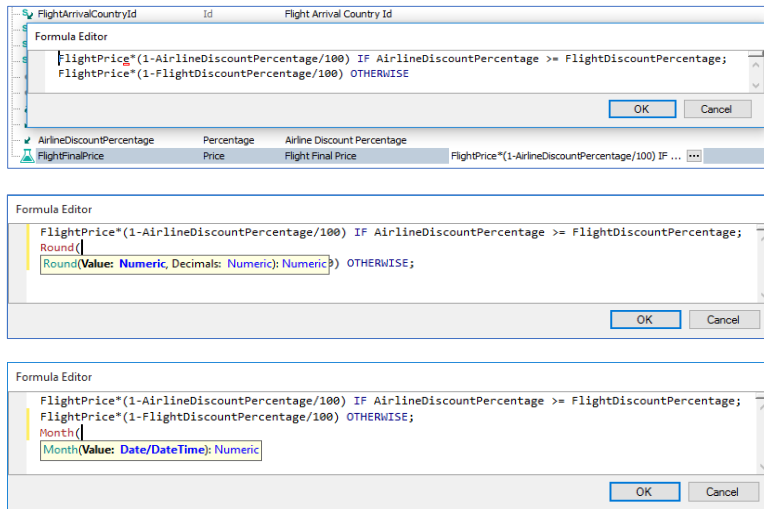 FlightArrivalCountryId Id Flight Arrival Country Id
Formula Editor
FlightPrice*(1-AirlineDiscountPercentage/100) IF AirlineDiscountPercentage >= FlightDiscountPercentage;
FlightPrice*(1-FlightDiscountPercentage/100) OTHERWISE
OK Cancel
AirlineDiscountPercentage Percentage Airline Discount Percentage
FlightFinalPrice Price Flight Final Price FlightPrice*(1-AirlineDiscountPercentage/100) IF ... 
Formula Editor
FlightPrice*(1-AirlineDiscountPercentage/100) IF AirlineDiscountPercentage >= FlightDiscountPercentage;
Round(
Round(Value: Numeric, Decimals: Numeric): Numeric 0) OTHERWISE;
OK Cancel
Formula Editor
FlightPrice*(1-AirlineDiscountPercentage/100) IF AirlineDiscountPercentage >= FlightDiscountPercentage;
FlightPrice*(1-FlightDiscountPercentage/100) OTHERWISE;
Month(
Month(Value: Date/DateTime): Numeric
OK Cancel